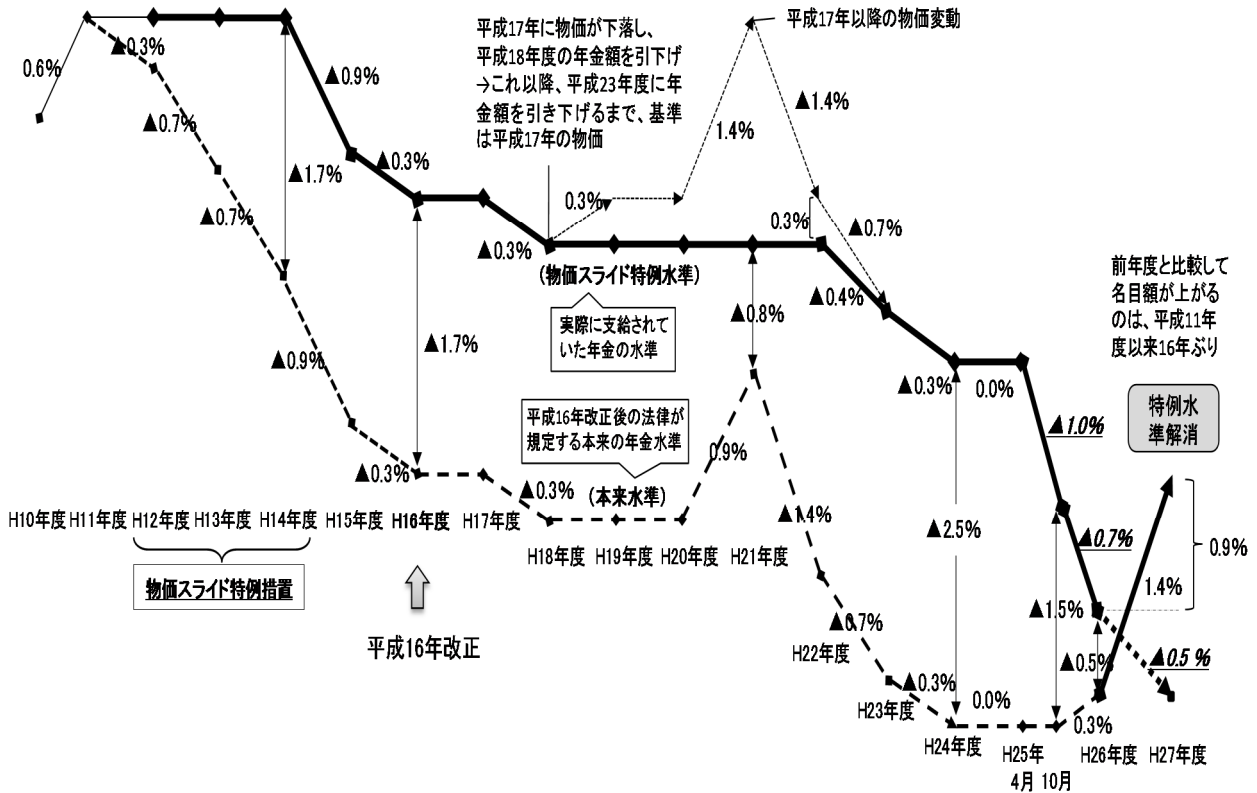 平成17年に物価が下落し、
平成18年度の年金額を引下げ
→これ以降、平成23年度に年
金額を引き下げるまで、基準
は平成17年の物価
平成17年以降の物価変動
0.6%
▲0.3%
▲0.7%
▲0.7%
▲0.9%
▲0.3%
▲0.3%
▲1.7%
▲0.9%
▲0.3%
▲1.7%
▲0.3%
0.3%
1.4%
▲1.4%
0.3%
▲0.7%
(物価スライド特例水準)
実際に支給されて
いた年金の水準
▲0.8%
▲0.4%
▲0.3%
0.0%
▲1.0%
▲0.7%
前年度と比較して
名目額が上がる
のは、平成11年
度以来16年ぶり
特例水
準解消
平成16年改正後の法律が
規定する本来の年金水準
(本来水準)
0.9%
▲1.4%
▲0.7%
▲0.3%
0.0%
▲2.5%
▲1.5%
▲0.5%
0.3%
1.4%
0.9%
▲0.5 %
H10年度
H11年度
H12年度
H13年度
H14年度
H15年度
H16年度
H17年度
H18年度
H19年度
H20年度
H21年度
H22年度
H23年度
H24年度
H25年
4月 10月
H26年度
H27年度
物価スライド特例措置
平成16年改正